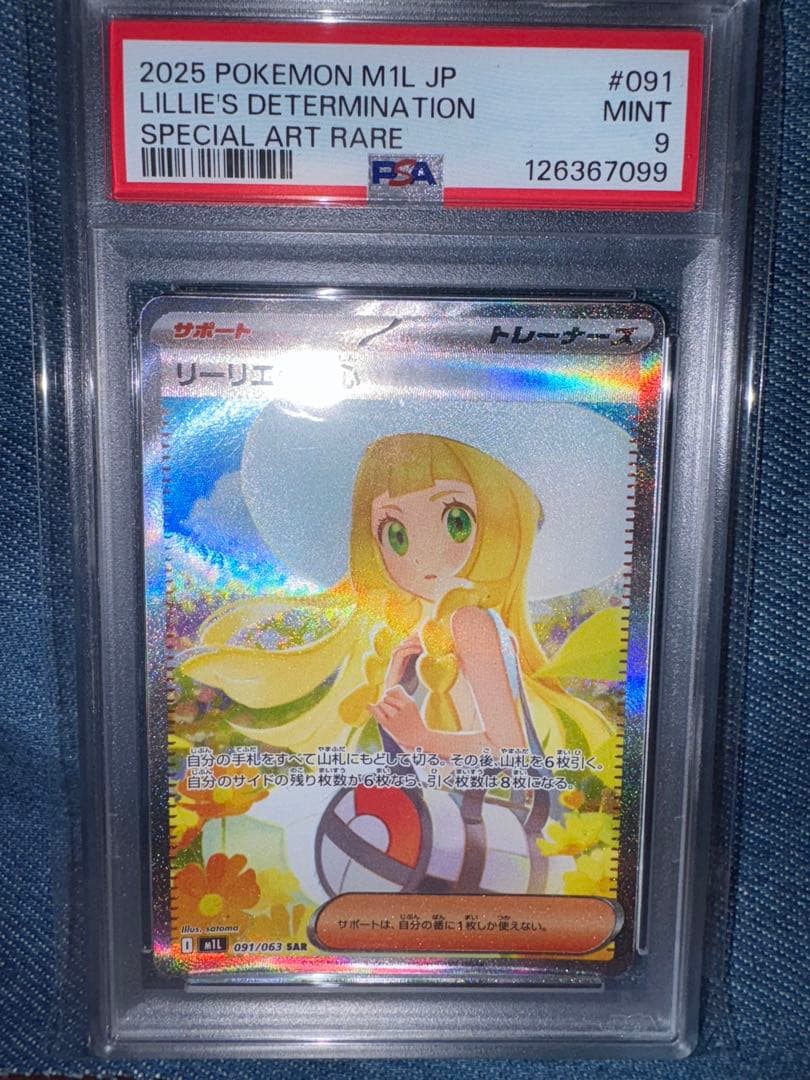 2025 POKEMON M1L JP #091
LILLIE'S DETERMINATION MINT
SPECIAL ART RARE 9
PSA 126367099
サポート トレーナーズ
リーリエ
自分の手札をすべて山札にもどして切る。その後、山札を6枚引く。
自分のサイドの残り枚数が6枚なら、引く枚数は8枚になる。
サポートは、自分の番に1枚しか使えない。
Illus. satoma
I M1L 091/063 SAR